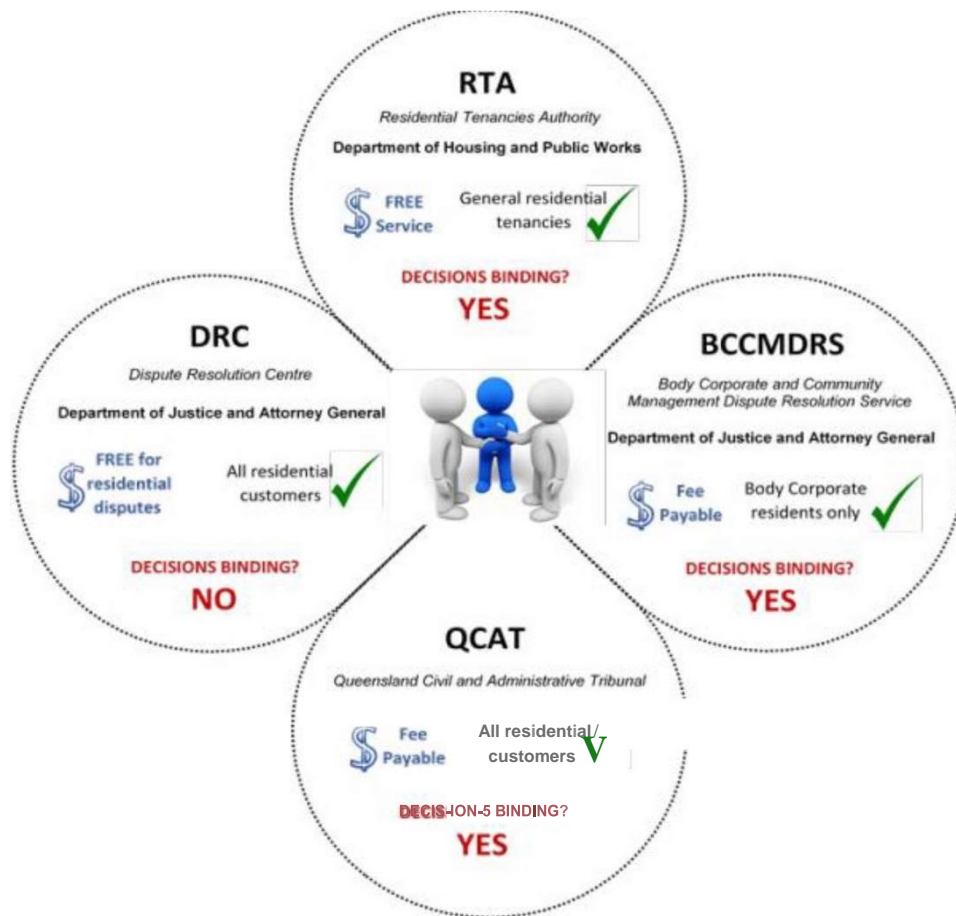 RTA
Residential Tenancies Authority
Department of Housing and Public Works
FREE
Service
General residential
tenancies
DECISIONS BINDING?
YES
DRC
Dispute Resolution Centre
Department of Justice and Attorney General
FREE for
residential
disputes
All residential
customers
DECISIONS BINDING?
NO
BCCMDRS
Body Corporate and Community
Management Dispute Resolution Service
Department of Justice and Attorney General
Fee
Payable
Body Corporate
residents only
DECISIONS BINDING?
YES
QCAT
Queensland Civil and Administrative Tribunal
Fee
Payable
All residential/
customers V
DECIS-ION-5 BINDING?
YES